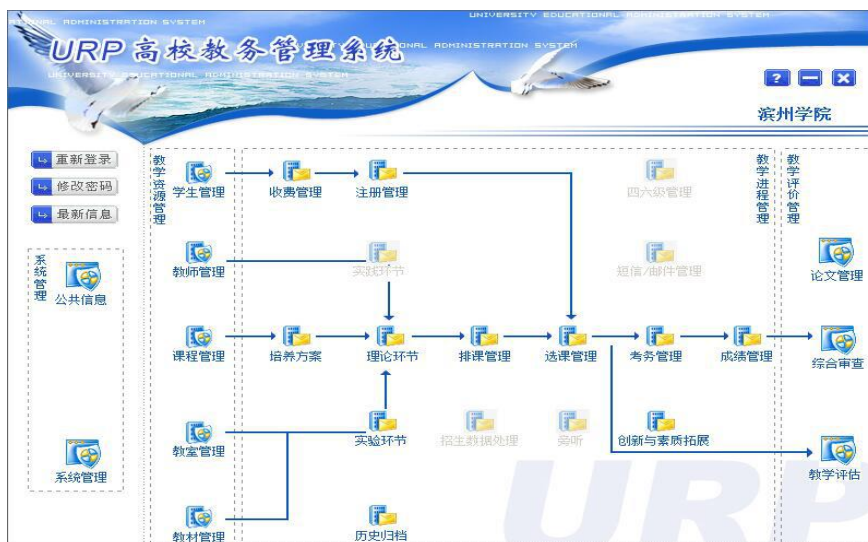 UNIVERSITY EDUCATIONAL ADMINISTRATION SYSTEM
ADMINISTRATION SYSTEM
URP高校教务管理系统
ADMINISTRATION SYSTEM
UNIVERSITY EDUCATIONAL ADMINISTRATION SYSTEM
滨州学院
重新登录
修改密码
最新信息
系统管理
公共信息
系统管理
教学资源管理
学生管理
收费管理
注册管理
四六级管理
教学进程管理
教学评价管理
教师管理
实践环节
短信/邮件管理
论文管理
课程管理
培养方案
理论环节
排课管理
选课管理
考务管理
成绩管理
综合审查
教室管理
实验环节
招生数据处理
旁听
创新与素质拓展
教学评估
教材管理
历史归档
URP